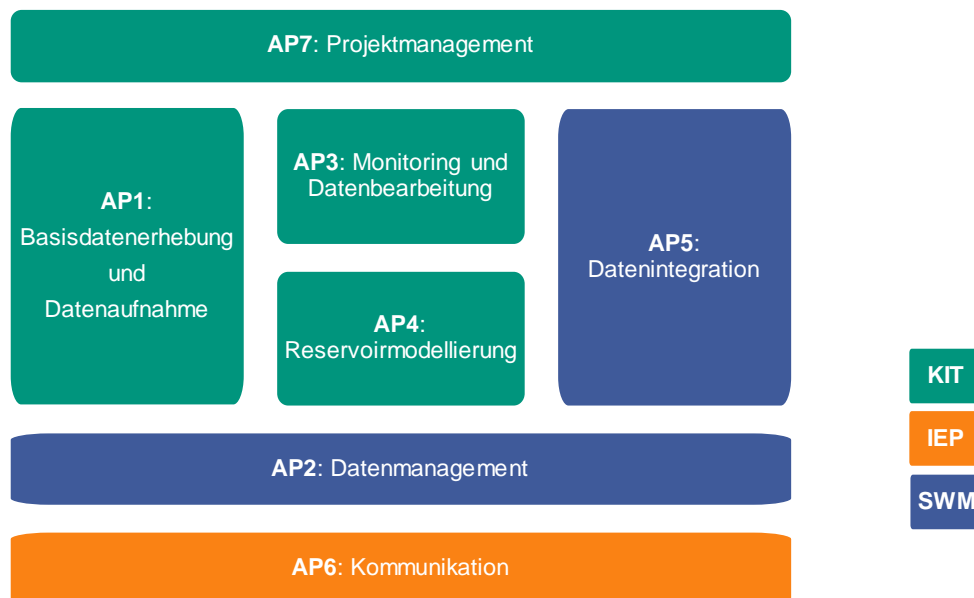 AP7: Projektmanagement
AP1:
Basisdatenerhebung
und
Datenaufnahme
AP3: Monitoring und
Datenbearbeitung
AP4:
Reservoirmodellierung
AP5:
Datenintegration
AP2: Datenmanagement
AP6: Kommunikation
KIT
IEP
SWM